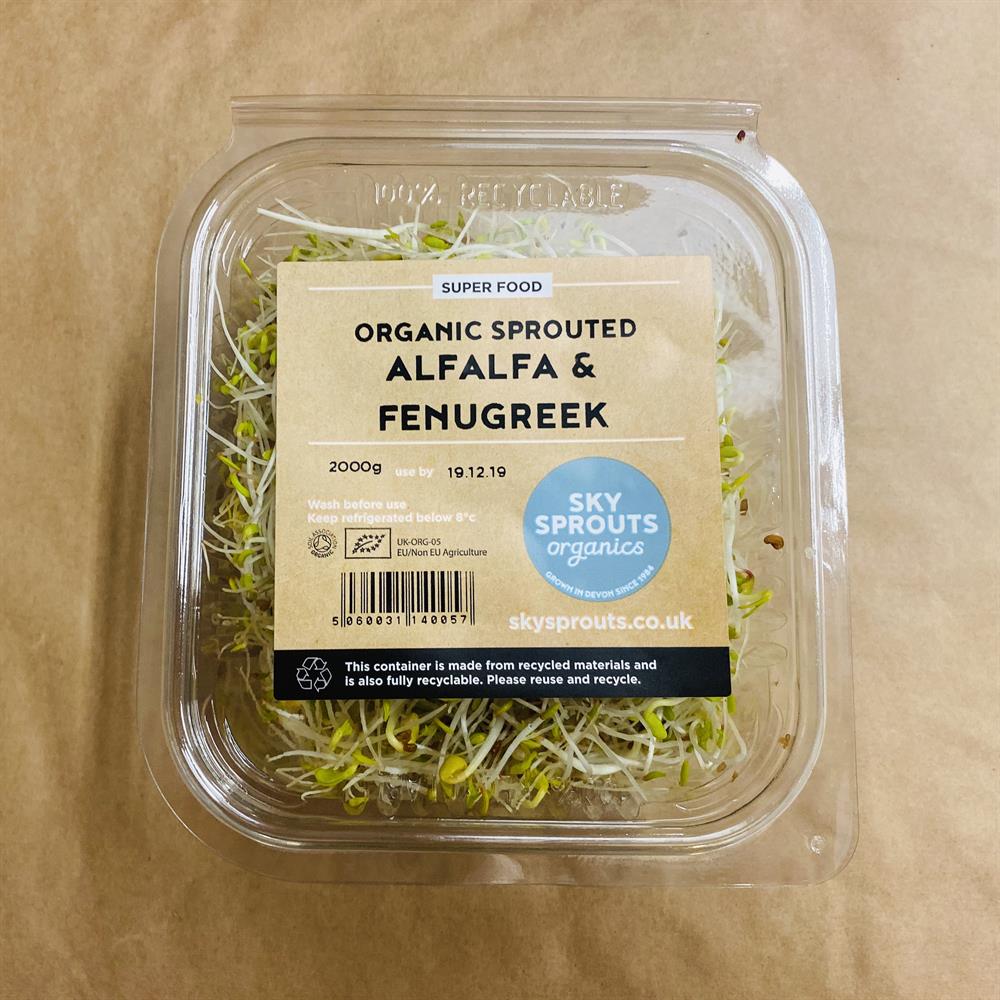 100% RECYCLABLE
SUPER FOOD
ORGANIC SPROUTED
ALFALFA &
FENUGREEK
2000g use by 19.12.19
Wash before use
Keep refrigerated below 8°c
SOIL ASSOCIATION
ORGANIC
UK-ORG-05
EU/Non EU Agriculture
5 060031 140057
SKY
SPROUTS
organics
GROWN IN DEVON SINCE 1984
skysprouts.co.uk
This container is made from recycled materials and
is also fully recyclable. Please reuse and recycle.